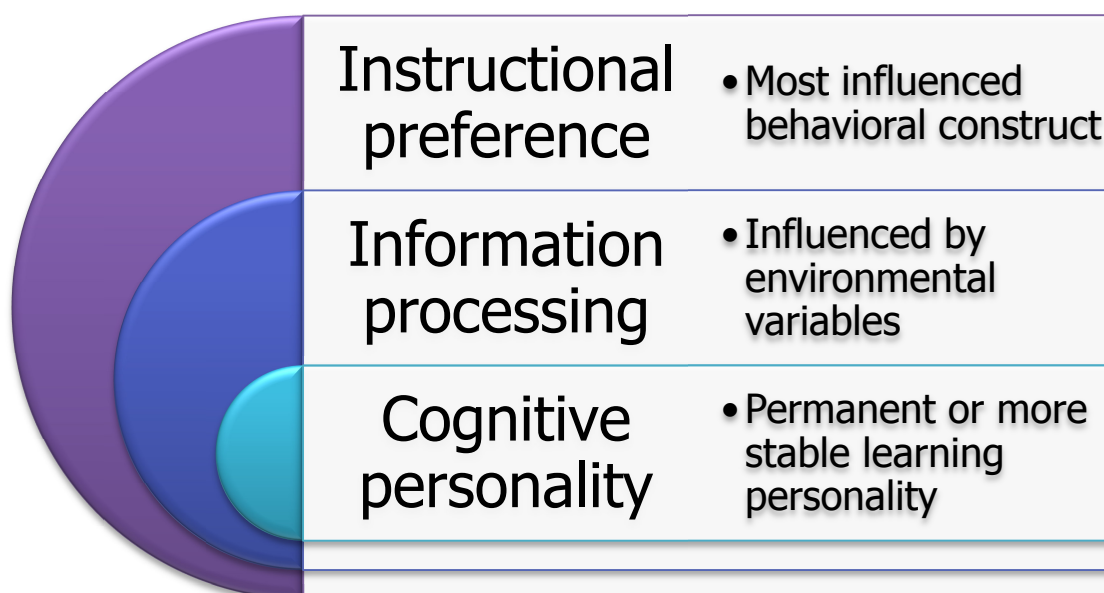 Instructional
preference
•Most influenced
behavioral construct
Information
processing
•Influenced by
environmental
variables
Cognitive
personality
•Permanent or more
stable learning
personality